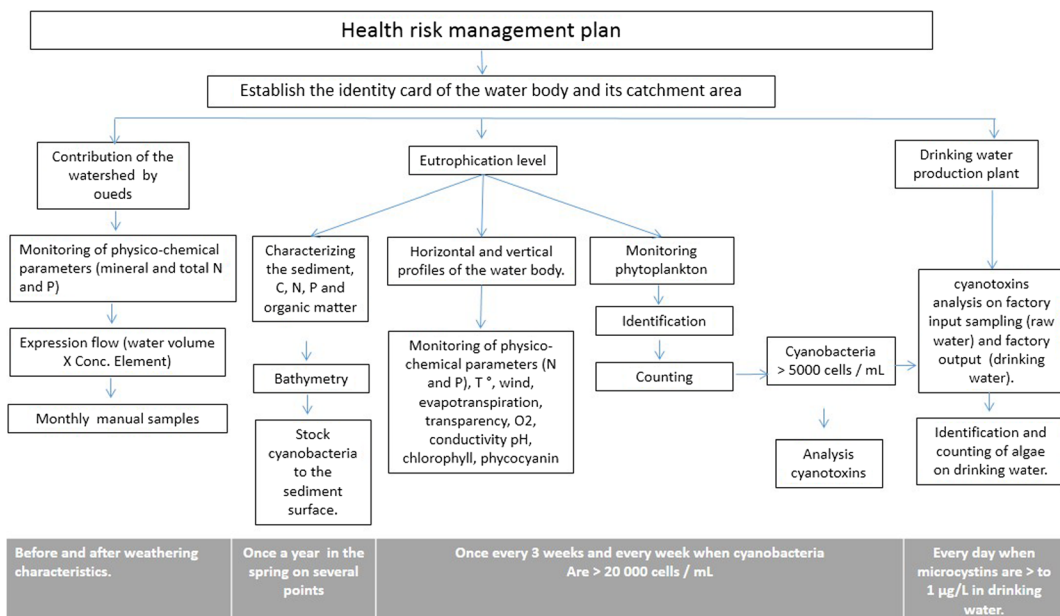 Health risk management plan
Establish the identity card of the water body and its catchment area
Contribution of the
watershed by
oueds
Monitoring of physico-chemical
parameters (mineral and total N
and P)
Expression flow (water volume
X Conc. Element)
Monthly manual samples
Eutrophication level
Characterizing
the sediment,
C, N, P and
organic matter
Bathymetry
Stock
cyanobacteria
to the
sediment
surface.
Horizontal and vertical
profiles of the water body.
Monitoring of physico-
chemical parameters (N
and P), T °, wind,
evapotranspiration,
transparency, O2,
conductivity pH,
chlorophyll, phycocyanin
Monitoring
phytoplankton
Identification
Counting
Cyanobacteria
> 5000 cells / mL
Analysis
cyanotoxins
Drinking water
production plant
cyanotoxins
analysis on factory
input sampling (raw
water) and factory
output (drinking
water).
Identification and
counting of algae
on drinking water.
Before and after weathering
characteristics.
Once a year in the
spring on several
points
Once every 3 weeks and every week when cyanobacteria
Are > 20 000 cells / mL
Every day when
microcystins are > to
1 µg/L in drinking
water.